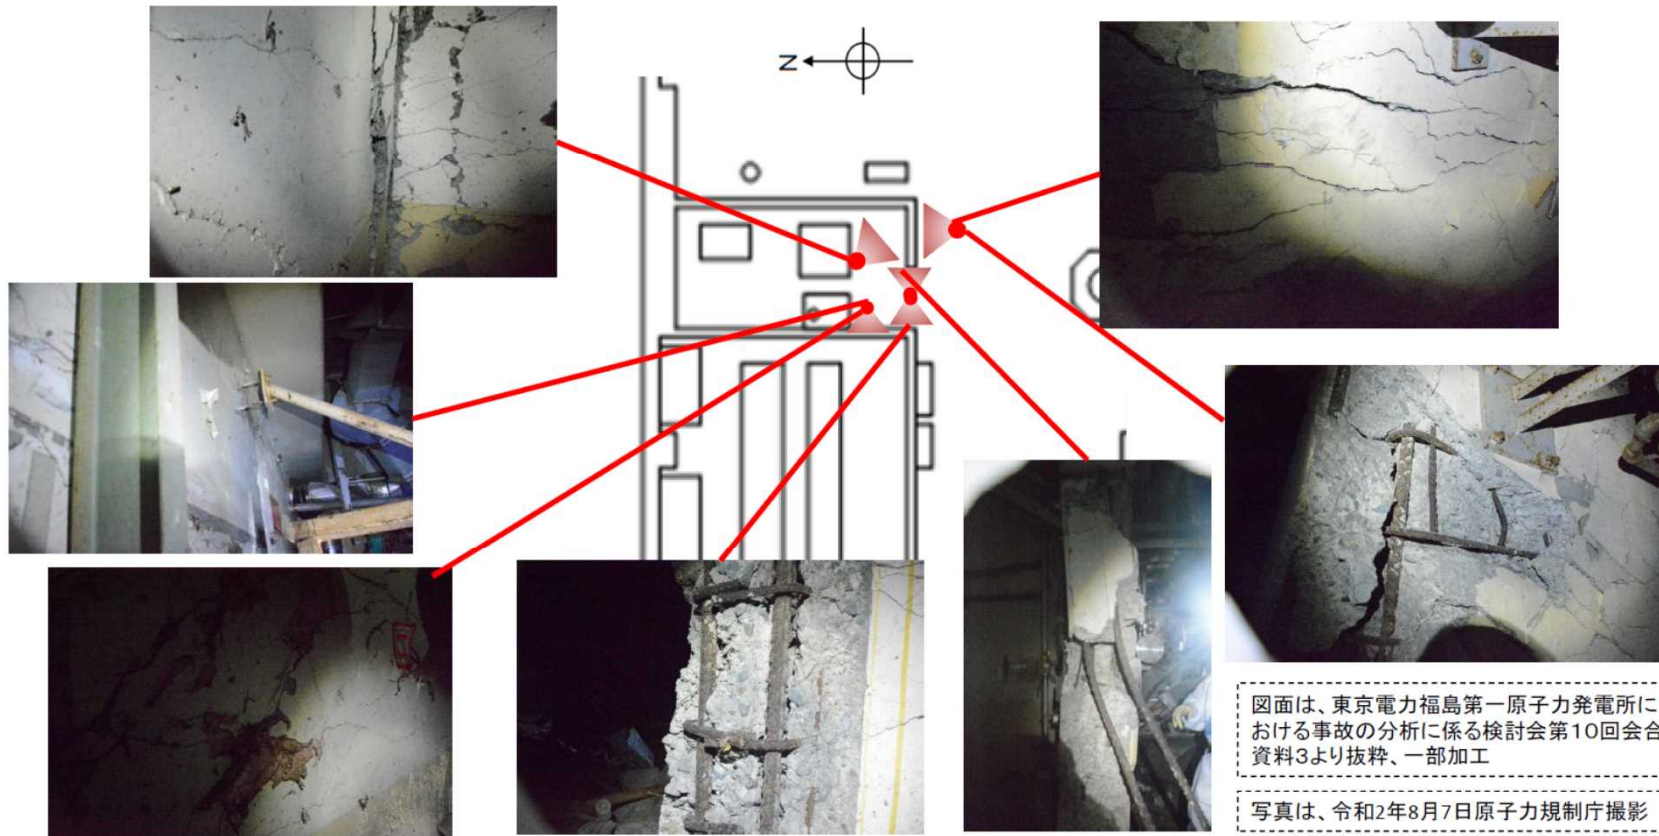 N
図面は、東京電力福島第一原子力発電所に
おける事故の分析に係る検討会第10回会合
資料3より抜粋、一部加工
写真は、令和2年8月7日原子力規制庁撮影